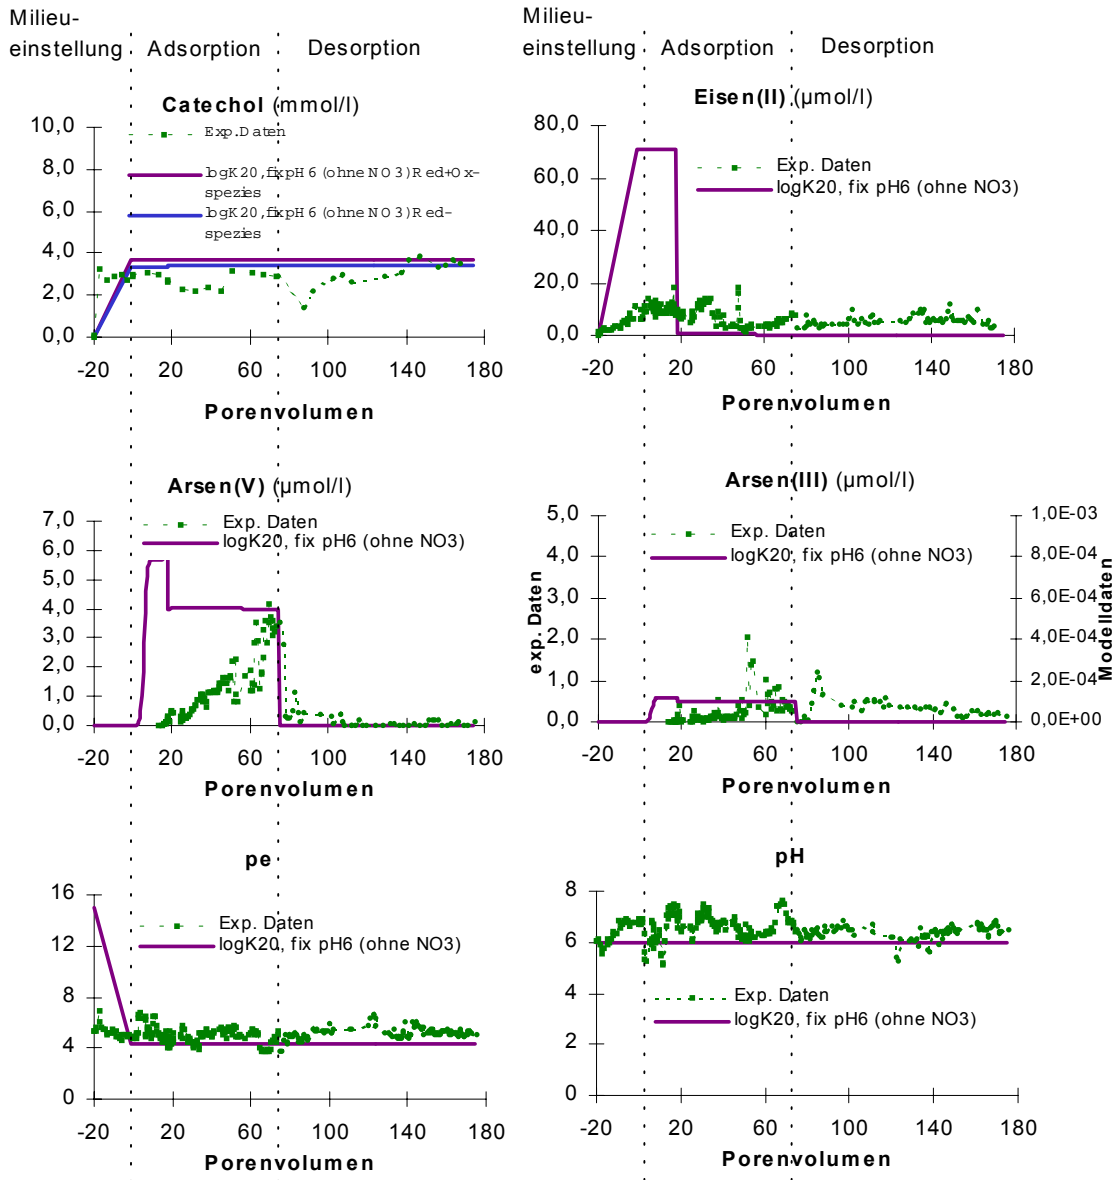 Milieu-
einstellung Adsorption Desorption
Milieu-
einstellung Adsorption Desorption
Catechol (mmol/l)
10,0
8,0
6,0
4,0
2,0
0,0
Exp.Daten
logK20,fixpH6 (ohne NO3)Red+Ox-
spezies
logK20,fixpH6 (ohne NO3)Red-
spezies
-20 20 60 100 140 180
Porenvolumen
Eisen(II) (µmol/l)
80,0
60,0
40,0
20,0
0,0
Exp. Daten
logK20, fix pH6 (ohne NO3)
-20 20 60 100 140 180
Porenvolumen
Arsen(V) (µmol/l)
7,0
6,0
5,0
4,0
3,0
2,0
1,0
0,0
Exp. Daten
logK20, fix pH6 (ohne NO3)
-20 20 60 100 140 180
Porenvolumen
Arsen(III) (µmol/l)
exp. Daten
5,0
4,0
3,0
2,0
1,0
0,0
Exp. Daten
logK20, fix pH6 (ohne NO3)
1,0E-03
8,0E-04
6,0E-04
4,0E-04
2,0E-04
0,0E+00
Modelldaten
-20 20 60 100 140 180
Porenvolumen
pe
16
12
8
4
0
Exp. Daten
logK20, fix pH6 (ohne NO3)
-20 20 60 100 140 180
Porenvolumen
pH
8
6
4
2
0
Exp. Daten
logK20, fix pH6 (ohne NO3)
-20 20 60 100 140 180
Porenvolumen